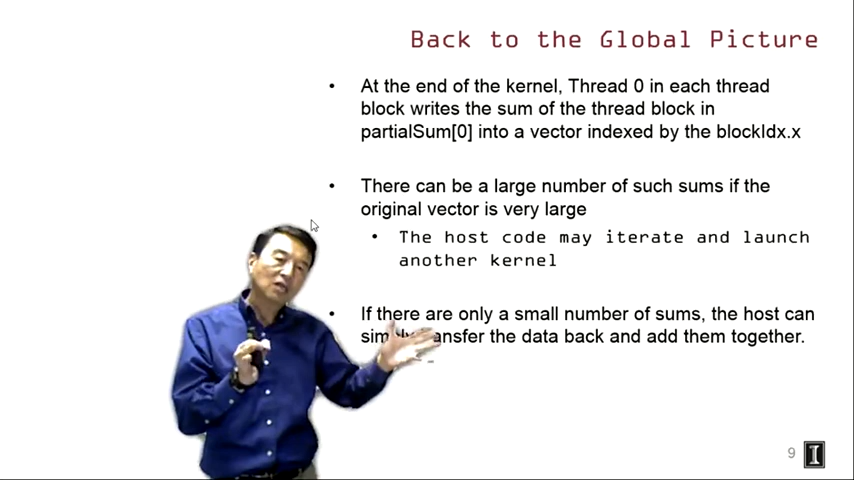 Back to the Global Picture
• At the end of the kernel, Thread 0 in each thread
block writes the sum of the thread block in
partialSum[0] into a vector indexed by the blockIdx.x
• There can be a large number of such sums if the
original vector is very large
• The host code may iterate and launch
another kernel
• If there are only a small number of sums, the host can
the data back and add them together.
9 I